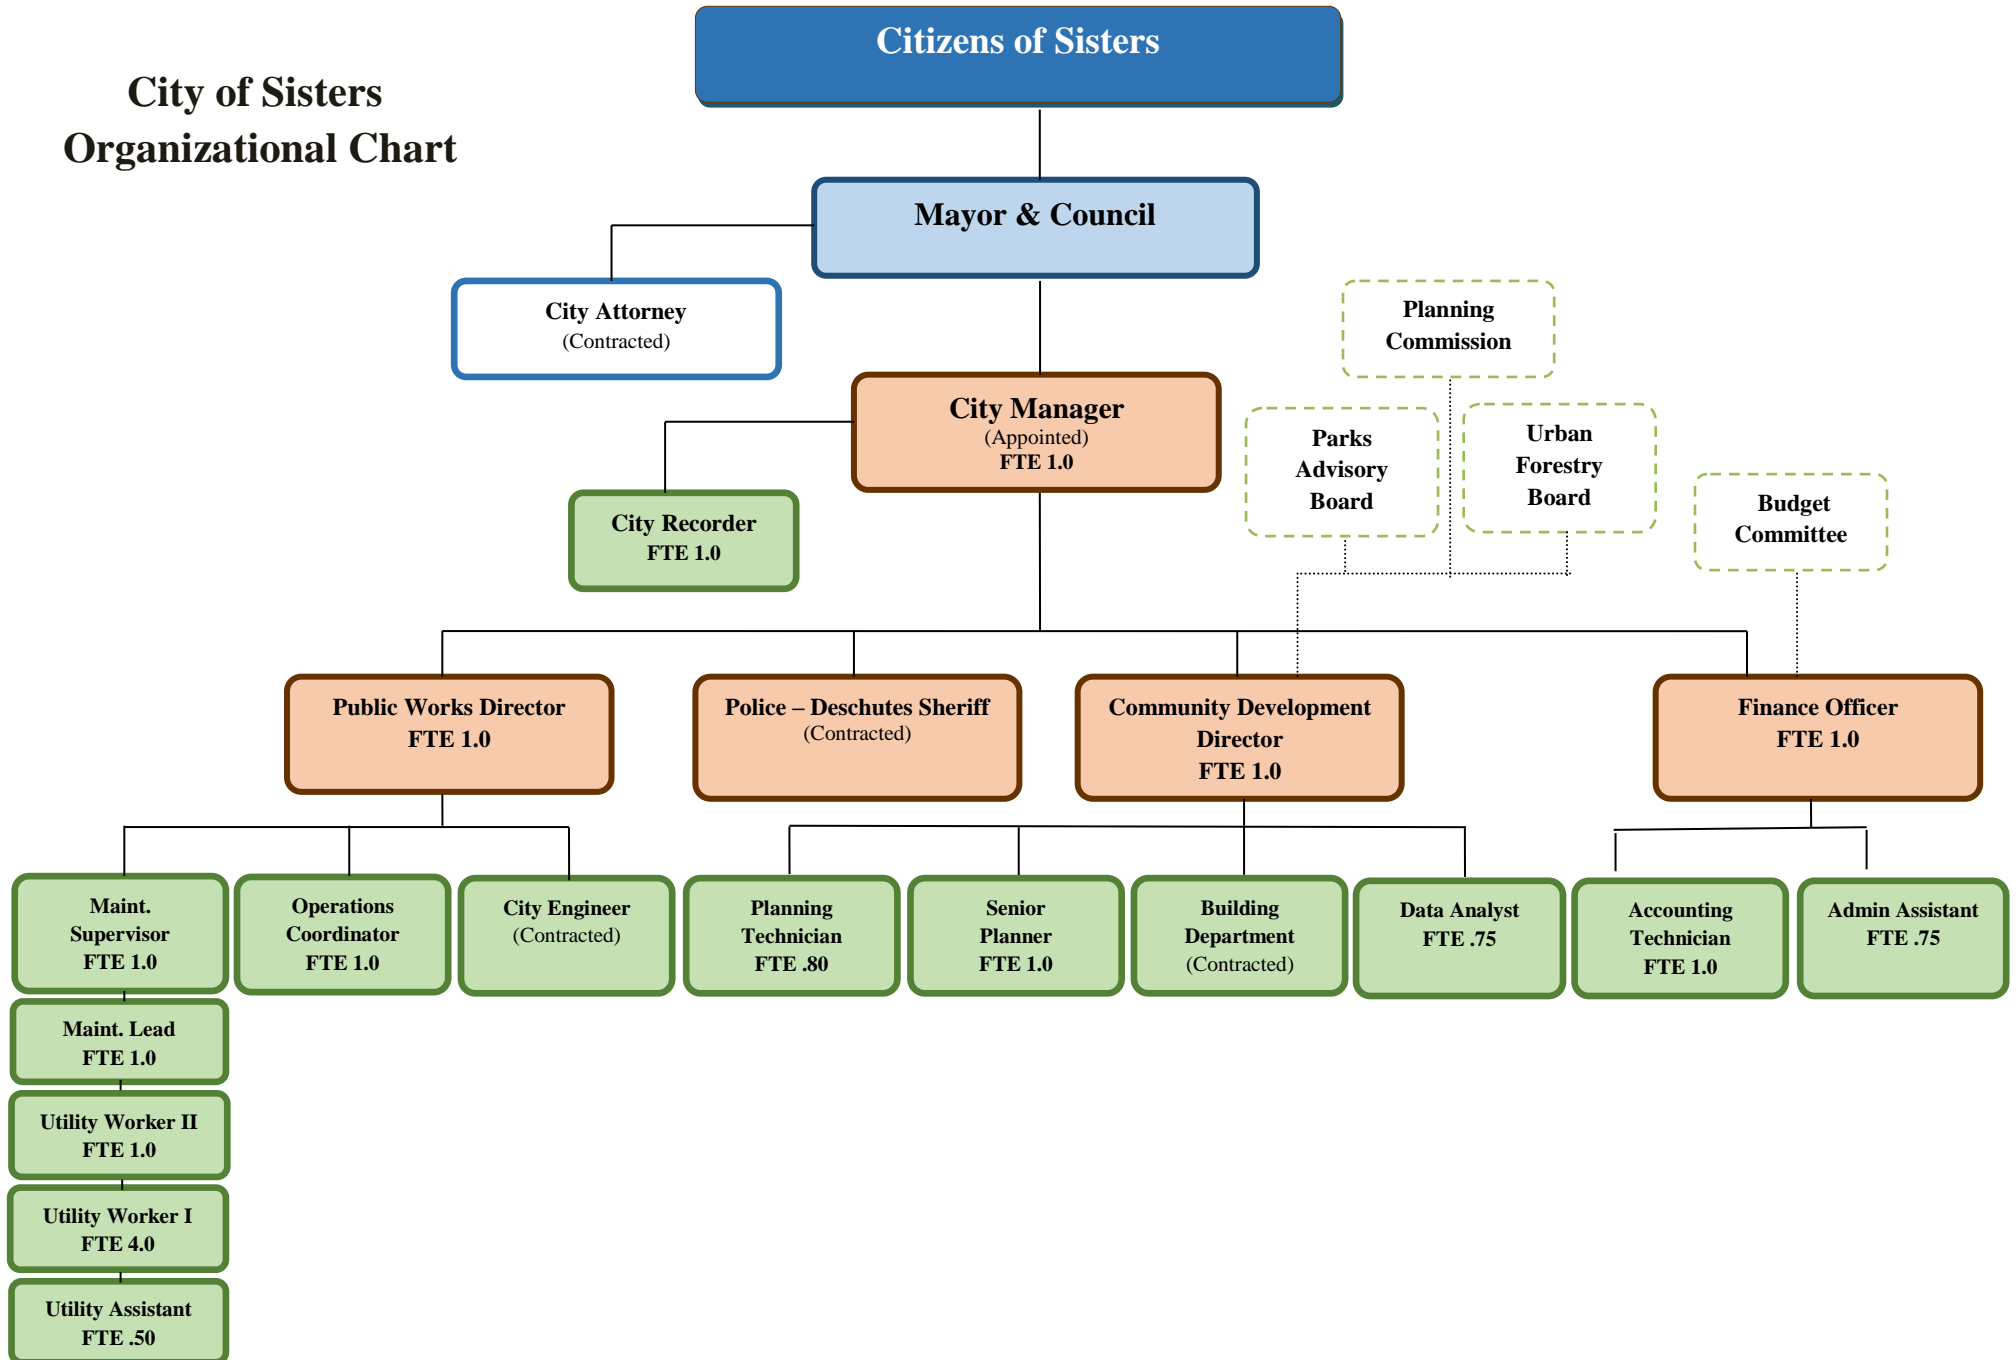 Citizens of Sisters
City of Sisters
Organizational Chart
Mayor & Council
City Attorney
(Contracted)
Planning
Commission
City Manager
(Appointed)
FTE 1.0
Parks
Advisory
Board
Urban
Forestry
Board
Budget
Committee
City Recorder
FTE 1.0
Public Works Director
FTE 1.0
Police – Deschutes Sheriff
(Contracted)
Community Development
Director
FTE 1.0
Finance Officer
FTE 1.0
Maint.
Supervisor
FTE 1.0
Operations
Coordinator
FTE 1.0
City Engineer
(Contracted)
Planning
Technician
FTE .80
Senior
Planner
FTE 1.0
Building
Department
(Contracted)
Data Analyst
FTE .75
Accounting
Technician
FTE 1.0
Admin Assistant
FTE .75
Maint. Lead
FTE 1.0
Utility Worker II
FTE 1.0
Utility Worker I
FTE 4.0
Utility Assistant
FTE .50